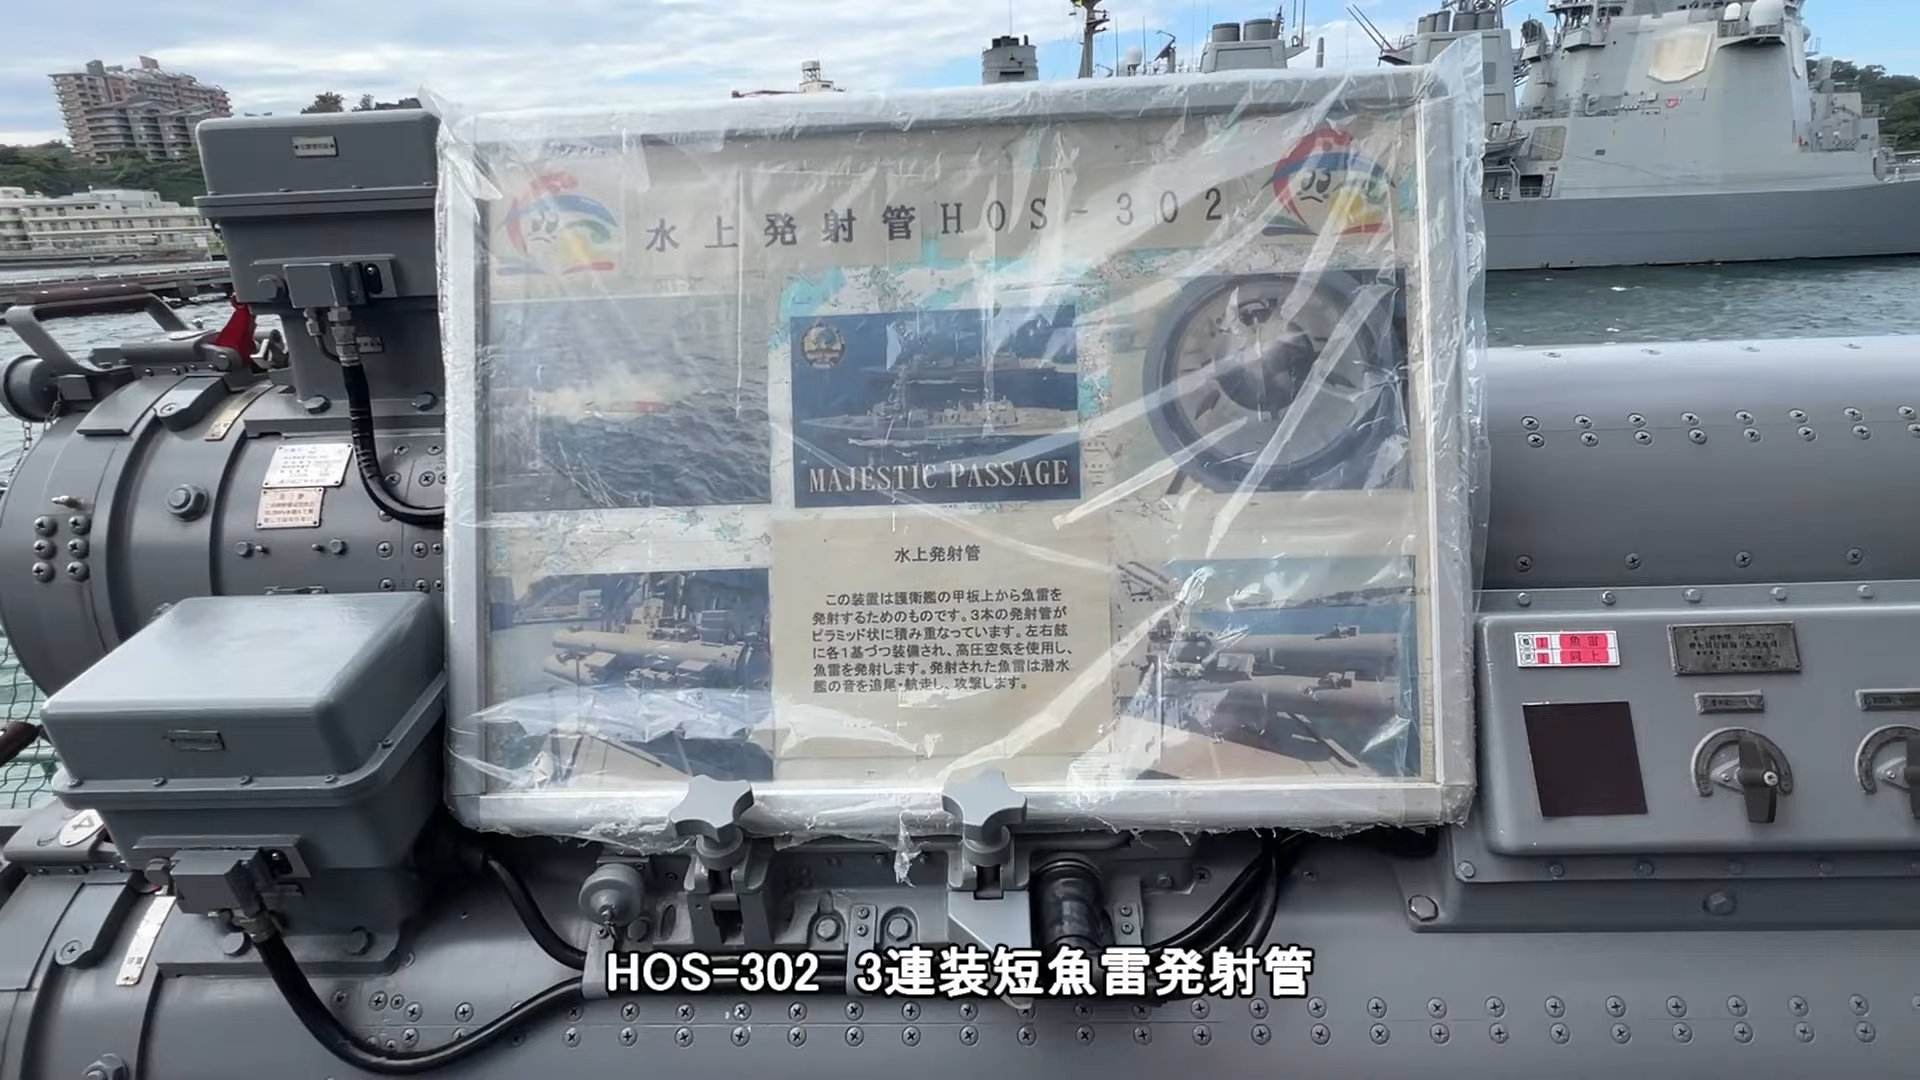 水上発射管HOS-302
MAJESTIC PASSAGE
水上発射管
この装置は護衛艦の甲板上から魚雷を
発射するためのものです。3本の発射管が
ピラミッド状に積み重なっています。左右舷
に各1基づつ装備され、高圧空気を使用し、
魚雷を発射します。発射された魚雷は潜水
艦の音を追尾・航走し、攻撃します。
魚雷
同上
HOS-302 3連装短魚雷発射管